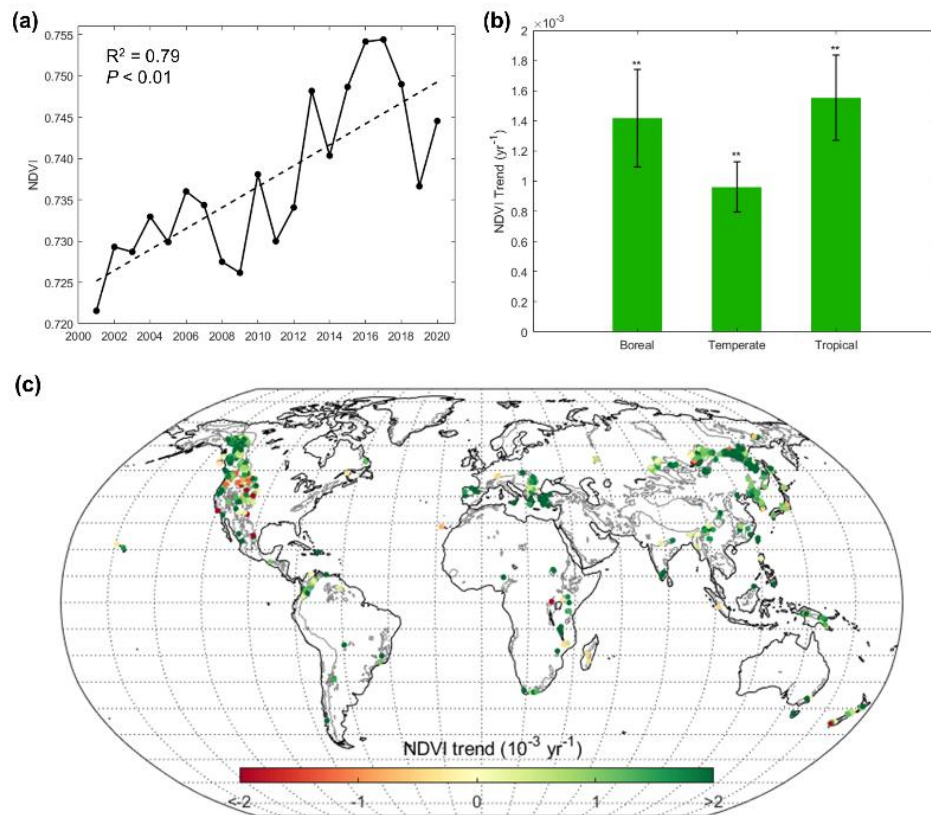 (a)
R² = 0.79
P < 0.01
0.755
0.750
0.745
0.740
0.735
0.730
0.725
0.720
NDVI
2000 2002 2004 2006 2008 2010 2012 2014 2016 2018 2020
(b)
×10⁻³
2
1.8
1.6
1.4
1.2
1
0.8
0.6
0.4
0.2
0
NDVI Trend (yr⁻¹)
**
**
**
Boreal Temperate Tropical
(c)
NDVI trend (10⁻³ yr⁻¹)
<-2 -1 0 1 >2